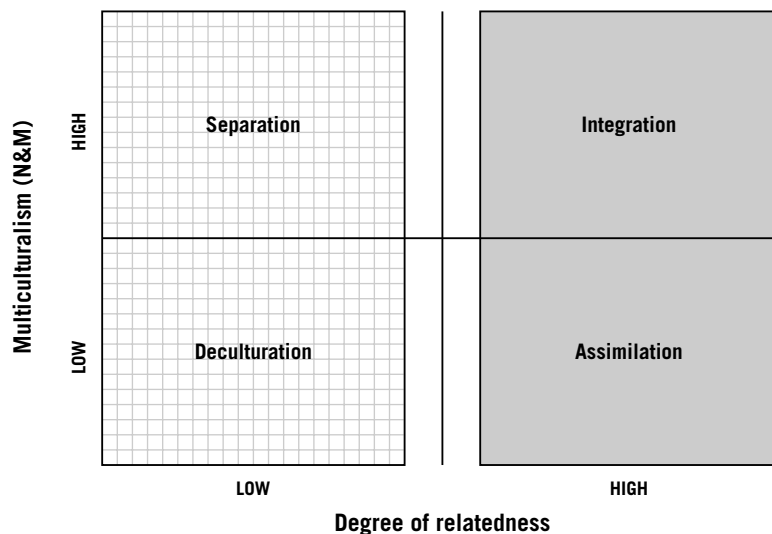 Multiculturalism (N&M)
HIGH
LOW
Separation
Integration
Deculturation
Assimilation
LOW
HIGH
Degree of relatedness